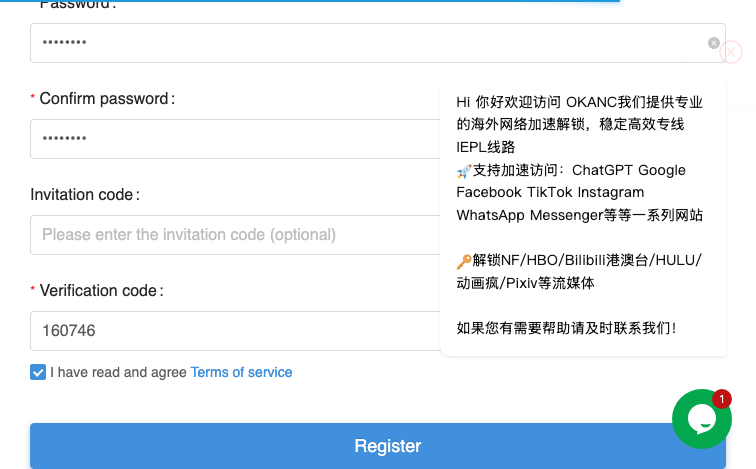 Password :
••••••••
* Confirm password :
••••••••
Invitation code :
Please enter the invitation code (optional)
* Verification code :
160746
I have read and agree Terms of service
Register
Hi 你好欢迎访问 OKANC我们提供专业
的海外网络加速解锁，稳定高效专线
IEPL线路
🚀支持加速访问：ChatGPT Google
Facebook TikTok Instagram
WhatsApp Messenger等等一系列网站
🔑解锁NF/HBO/Bilibili港澳台/HULU/
动画疯/Pixiv等流媒体
如果您有需要帮助请及时联系我们！
1